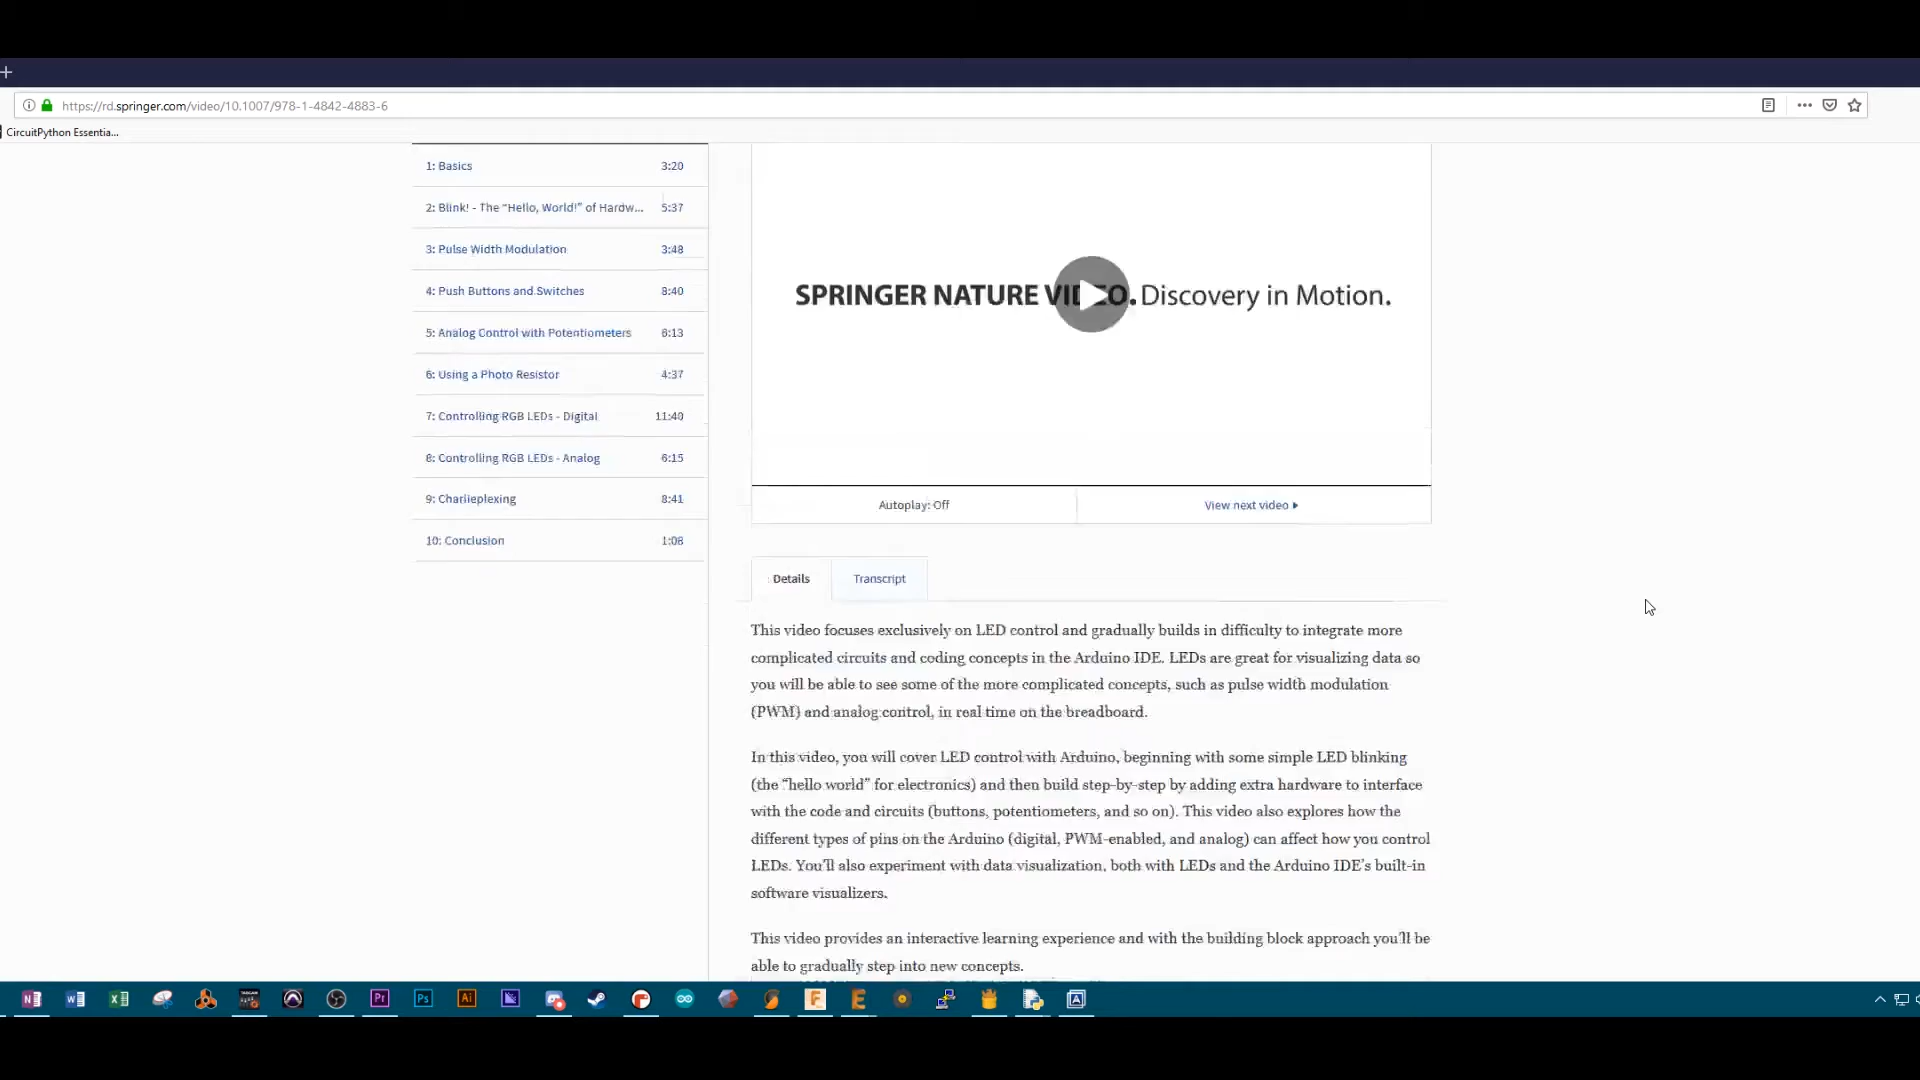 https://rd.springer.com/video/10.1007/978-1-4842-4883-6
CircuitPython Essentia...
1: Basics 3:20
2: Blink! - The “Hello, World!” of Hardw... 5:37
3: Pulse Width Modulation 3:48
4: Push Buttons and Switches 8:40
5: Analog Control with Potentiometers 6:13
6: Using a Photo Resistor 4:37
7: Controlling RGB LEDs - Digital 11:40
8: Controlling RGB LEDs - Analog 6:15
9: Charlieplexing 8:41
10: Conclusion 1:08
SPRINGER NATURE VIDEO. Discovery in Motion.
Autoplay: Off View next video
Details Transcript
This video focuses exclusively on LED control and gradually builds in difficulty to integrate more
complicated circuits and coding concepts in the Arduino IDE. LEDs are great for visualizing data so
you will be able to see some of the more complicated concepts, such as pulse width modulation
(PWM) and analog control, in real time on the breadboard.
In this video, you will cover LED control with Arduino, beginning with some simple LED blinking
(the “hello world” for electronics) and then build step-by-step by adding extra hardware to interface
with the code and circuits (buttons, potentiometers, and so on). This video also explores how the
different types of pins on the Arduino (digital, PWM-enabled, and analog) can affect how you control
LEDs. You’ll also experiment with data visualization, both with LEDs and the Arduino IDE’s built-in
software visualizers.
This video provides an interactive learning experience and with the building block approach you’ll be
able to gradually step into new concepts.
N W X Pr Ps Ai F E A